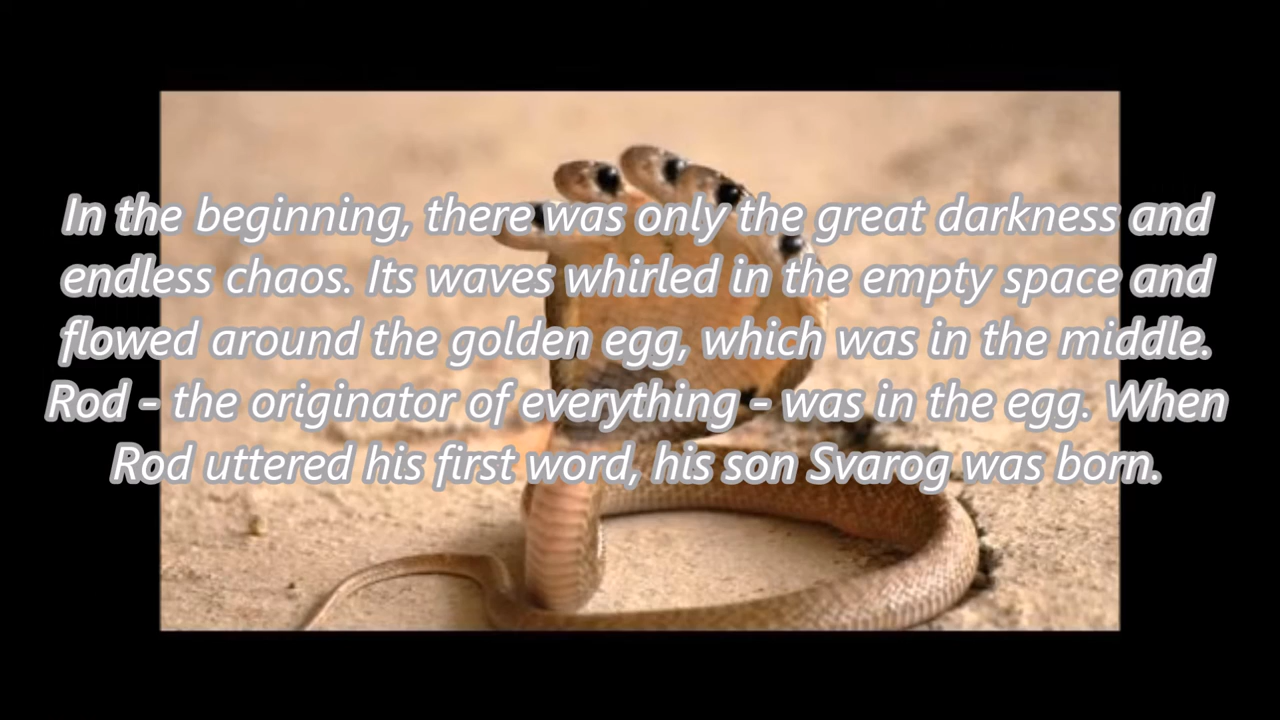 In the beginning, there was only the great darkness and
endless chaos. Its waves whirled in the empty space and
flowed around the golden egg, which was in the middle.
Rod - the originator of everything - was in the egg. When
Rod uttered his first word, his son Svarog was born.